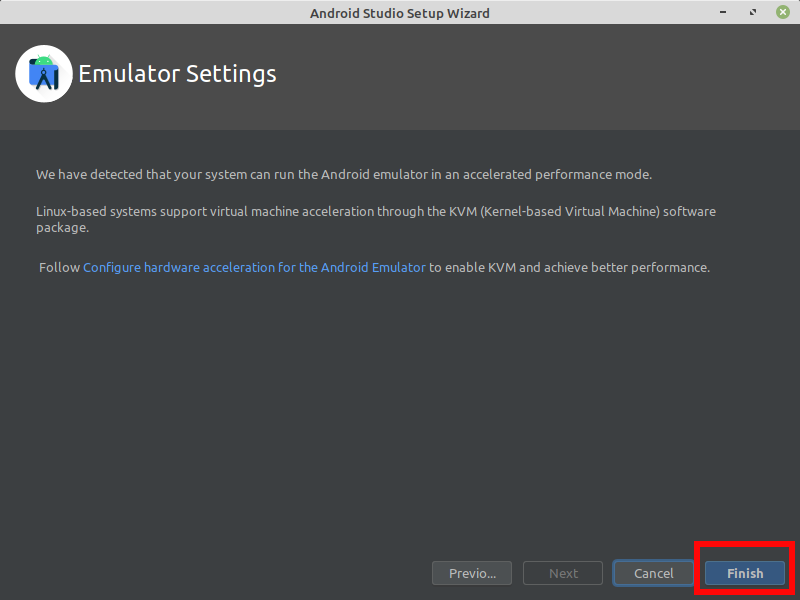 Android Studio Setup Wizard
Emulator Settings
We have detected that your system can run the Android emulator in an accelerated performance mode.
Linux-based systems support virtual machine acceleration through the KVM (Kernel-based Virtual Machine) software
package.
Follow Configure hardware acceleration for the Android Emulator to enable KVM and achieve better performance.
Previo... Next Cancel Finish